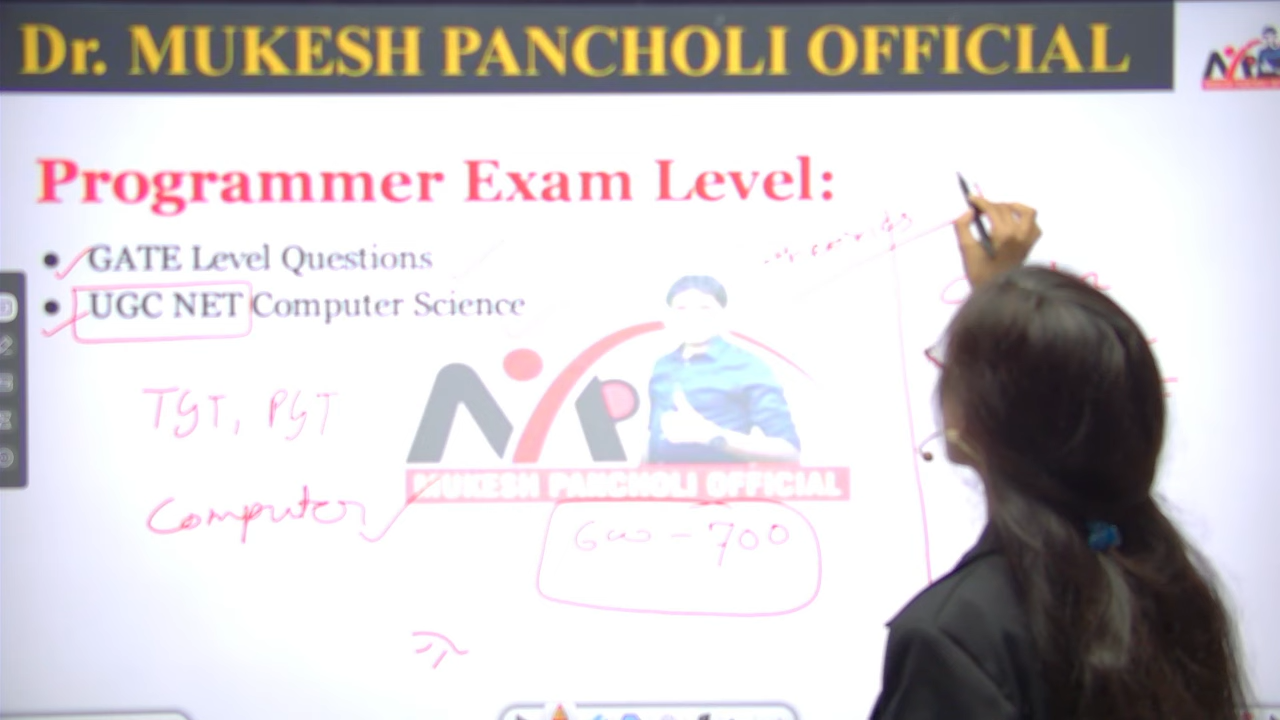 Dr. MUKESH PANCHOLI OFFICIAL
Programmer Exam Level:
• GATE Level Questions
• UGC NET Computer Science
TGT, PGT
Computer
MUKESH PANCHOLI OFFICIAL
600 - 700